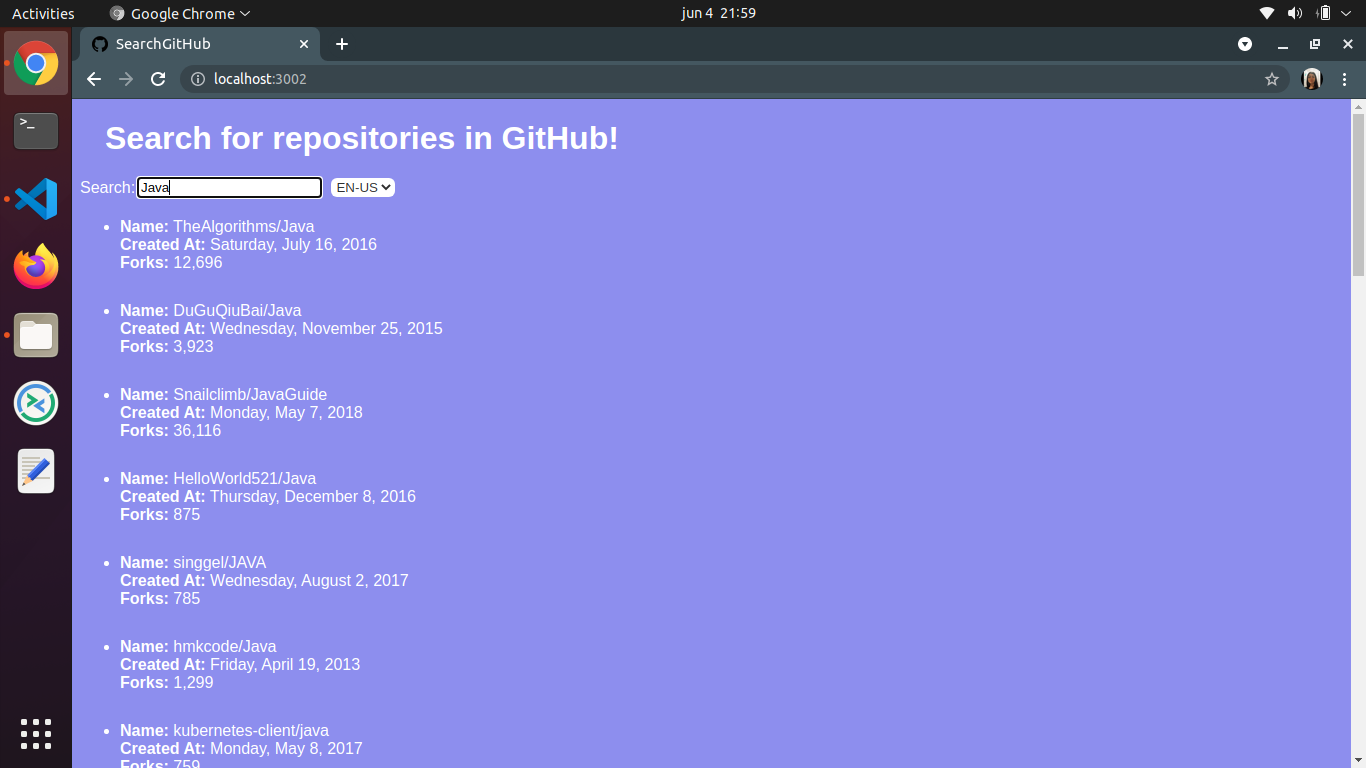 Activities
Google Chrome
jun 4 21:59
SearchGitHub
localhost:3002
Search for repositories in GitHub!
Search: Java EN-US
Name: TheAlgorithms/Java
Created At: Saturday, July 16, 2016
Forks: 12,696
Name: DuGuQiuBai/Java
Created At: Wednesday, November 25, 2015
Forks: 3,923
Name: Snailclimb/JavaGuide
Created At: Monday, May 7, 2018
Forks: 36,116
Name: HelloWorld521/Java
Created At: Thursday, December 8, 2016
Forks: 875
Name: singgel/JAVA
Created At: Wednesday, August 2, 2017
Forks: 785
Name: hmkcode/Java
Created At: Friday, April 19, 2013
Forks: 1,299
Name: kubernetes-client/java
Created At: Monday, May 8, 2017
Forks: 759